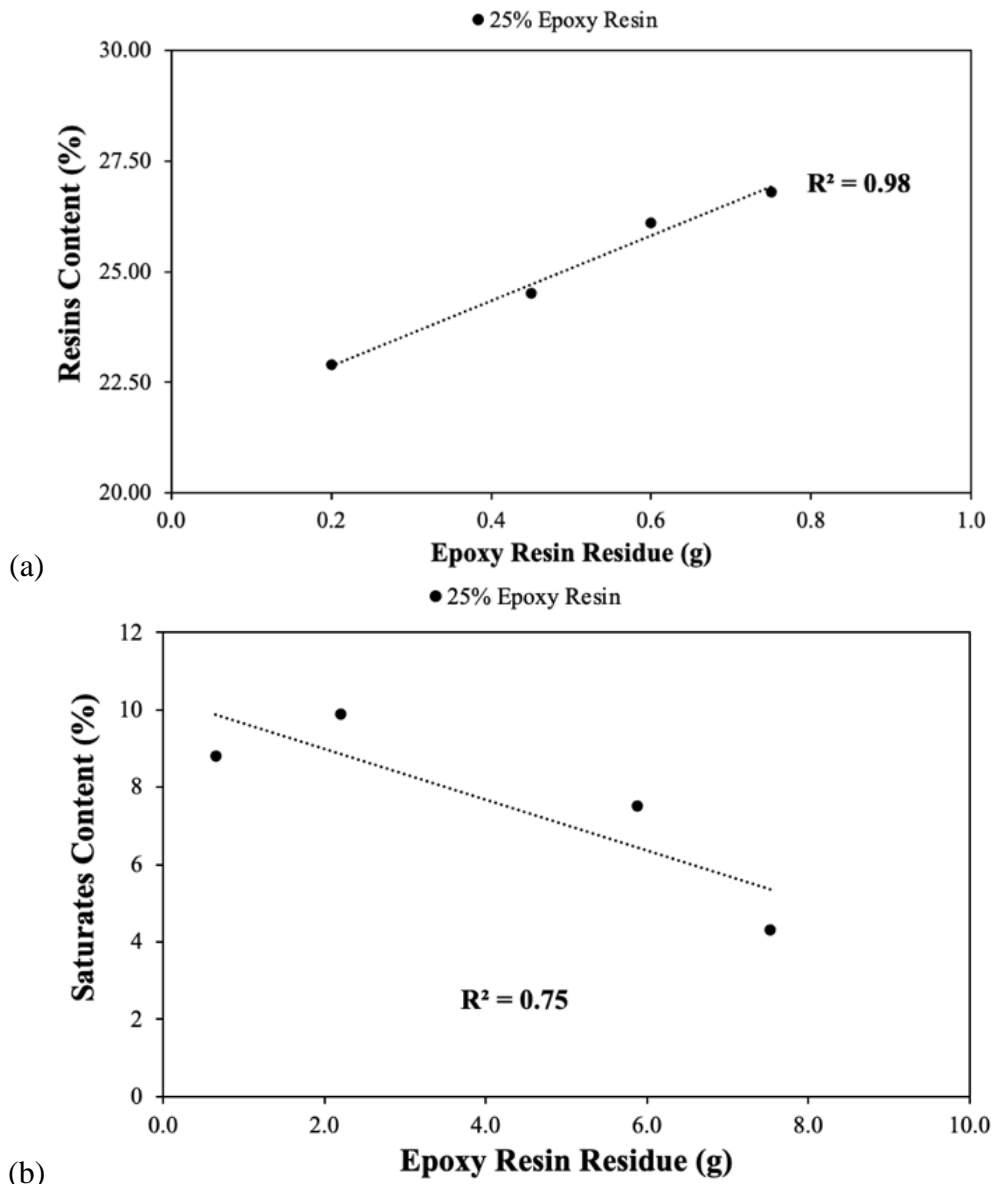 ● 25% Epoxy Resin
30.00
27.50
25.00
22.50
20.00
Resins Content (%)
R² = 0.98
0.0 0.2 0.4 0.6 0.8 1.0
Epoxy Resin Residue (g)
(a)
● 25% Epoxy Resin
12
10
8
6
4
2
0
Saturates Content (%)
R² = 0.75
0.0 2.0 4.0 6.0 8.0 10.0
Epoxy Resin Residue (g)
(b)